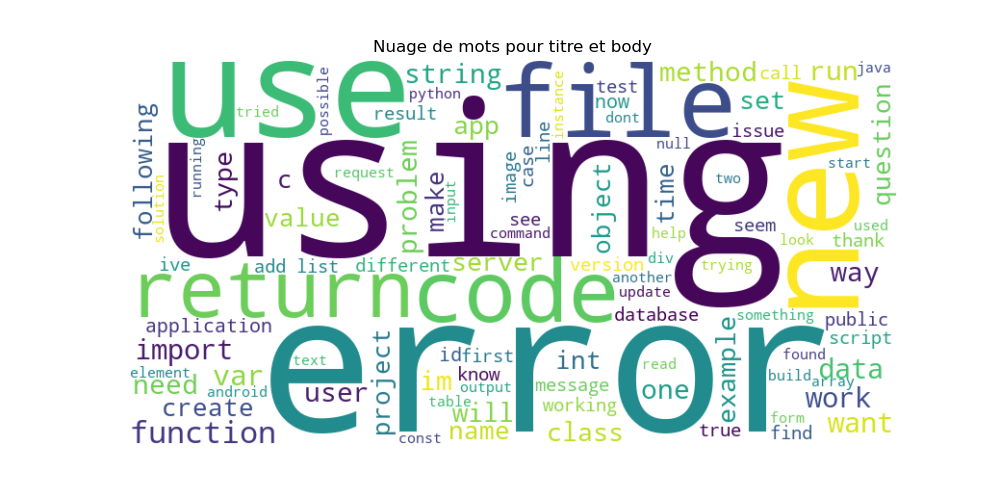 Nuage de mots pour titre et body
use
file
string
method
call
run
java
python
possible
tried
result
app
instance
test
now
dont
set
issue
line
following
solution
running
type
c
using
new
null
question
start
request
problem
make
input
image
case
object
time
two
value
see
command
help
seem
look
used
thank
ive
add list
different
server
version
div
trying
another
update
way
return
code
database
something
public
application
import
element
need
var
android
error
text
user
project
id
first
int
im
know
output
table
will
message
working
one
read
example
script
found
data
build
array
work
create
function
const
name
class
true
form
find
want